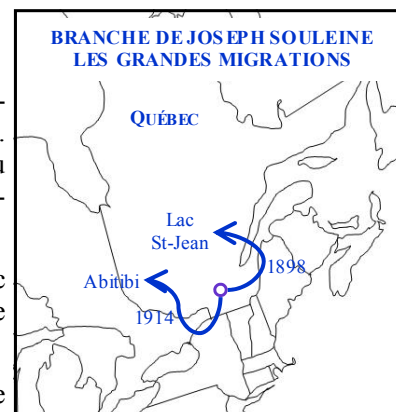 BRANCHE DE JOSEPH SOULEINE
LES GRANDES MIGRATIONS
QUÉBEC
Lac
St-Jean
Abitibi
1898
1914